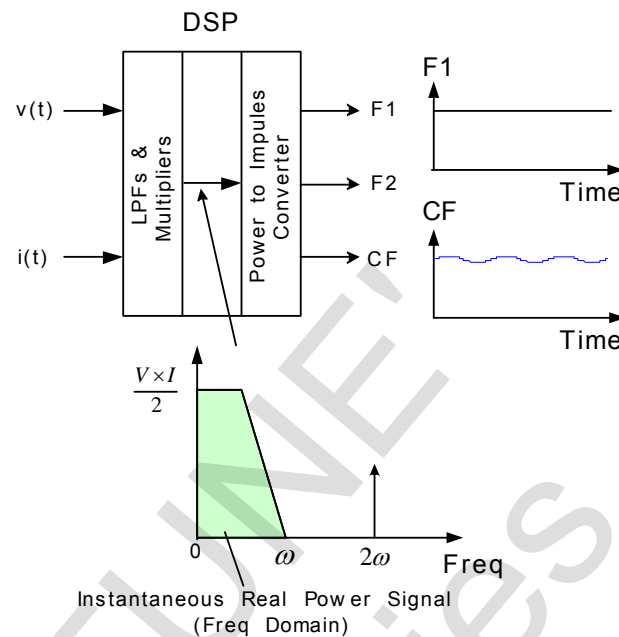 DSP
v(t)
i(t)
LPFs &
Multipliers
Power to Impules
Converter
F1
F2
CF
F1
Time
CF
Time
V × I
2
0
ω
2ω
Freq
Instantaneous Real Power Signal
(Freq Domain)